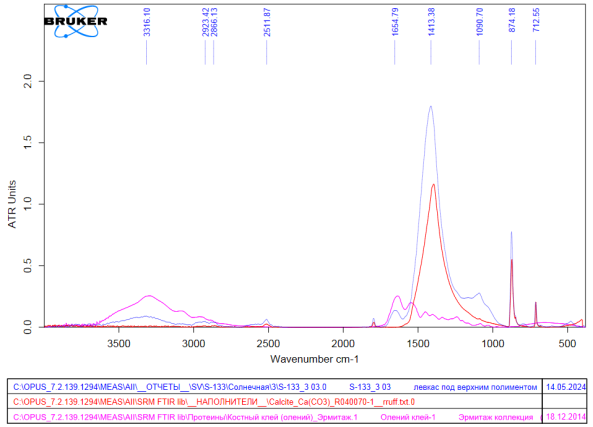 BRUKER
3316.10
2923.42
2866.13
2511.87
1654.79
1413.38
1090.70
874.18
712.55
ATR Units
2.0
1.5
1.0
0.5
0.0
3500 3000 2500 2000 1500 1000 500
Wavenumber cm-1
C:\OPUS_7.2.139.1294\MEAS\All\__ОТЧЕТЫ__\SV\S-133\Солнечная\3\S-133_3 03.0 S-133_3 03 левкас под верхним полиментом 14.05.2024
C:\OPUS_7.2.139.1294\MEAS\All\SRM FTIR lib\__НАПОЛНИТЕЛИ__\Calcite_Ca(CO3)_R040070-1__rruff.txt.0
C:\OPUS_7.2.139.1294\MEAS\All\SRM FTIR lib\Протеины\Костный клей (олений)_Эрмитаж.1 Олений клей-1 Эрмитаж коллекция ( 18.12.2014